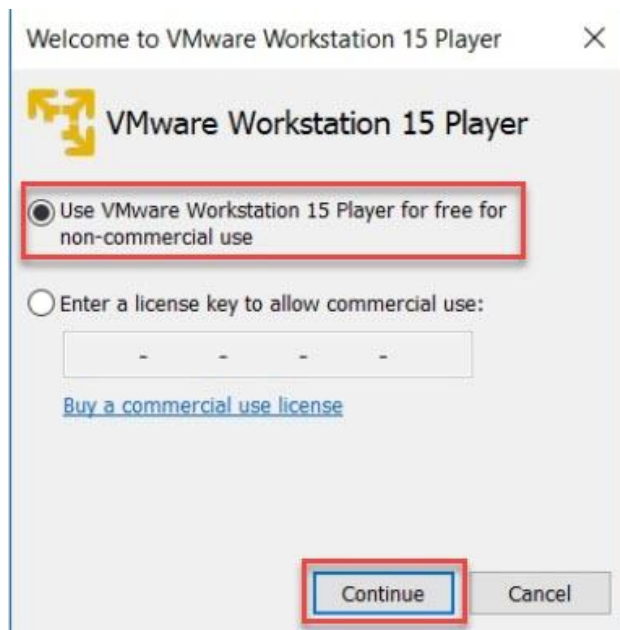 Welcome to VMware Workstation 15 Player
VMware Workstation 15 Player
Use VMware Workstation 15 Player for free for
non-commercial use
Enter a license key to allow commercial use:
- - - -
Buy a commercial use license
Continue Cancel